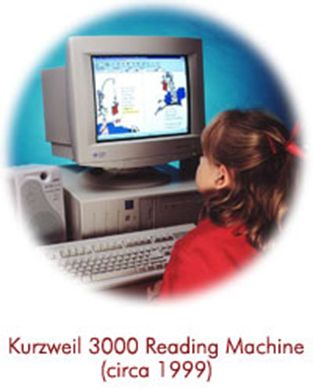 Kurzweil 3000 Reading Machine
(circa 1999)